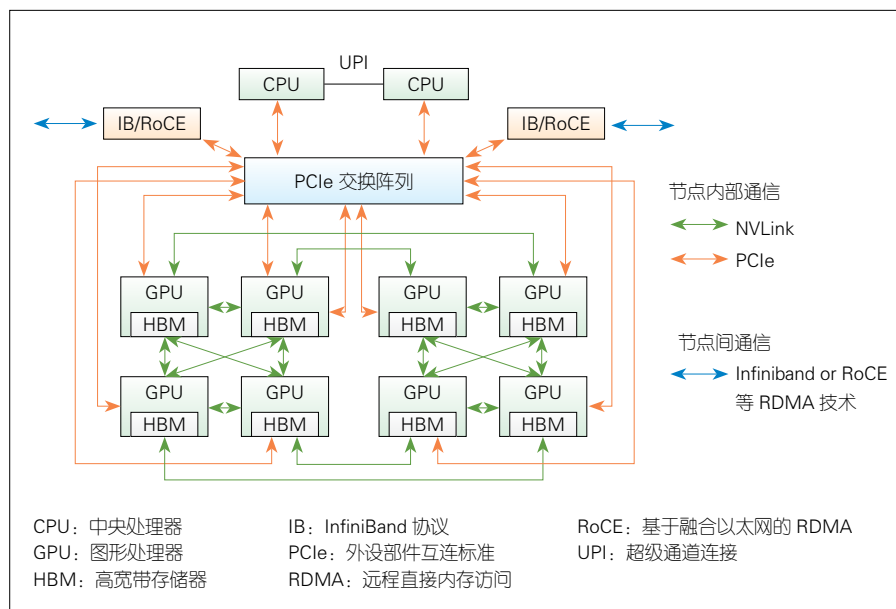 UPI
CPU
CPU
IB/RoCE
IB/RoCE
PCIe 交换阵列
节点内部通信
NVLink
PCIe
GPU
HBM
GPU
HBM
GPU
HBM
GPU
HBM
节点间通信
Infiniband or RoCE
等 RDMA 技术
GPU
HBM
GPU
HBM
GPU
HBM
GPU
HBM
CPU：中央处理器
IB：InfiniBand 协议
RoCE：基于融合以太网的 RDMA
GPU：图形处理器
PCIe：外设部件互连标准
UPI：超级通道连接
HBM：高宽带存储器
RDMA：远程直接内存访问